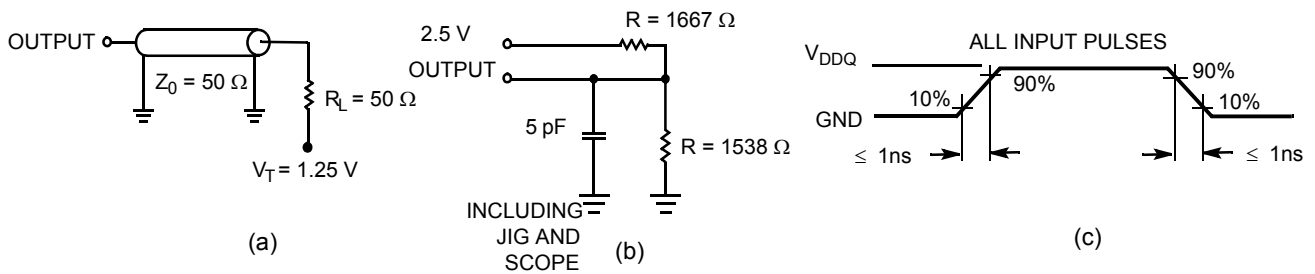 OUTPUT
Z0 = 50 Ω
RL = 50 Ω
VT = 1.25 V
(a)
R = 1667 Ω
2.5 V
OUTPUT
5 pF
R = 1538 Ω
INCLUDING
JIG AND
SCOPE
(b)
ALL INPUT PULSES
VDDQ
GND
10%
90%
90%
10%
≤ 1ns
≤ 1ns
(c)